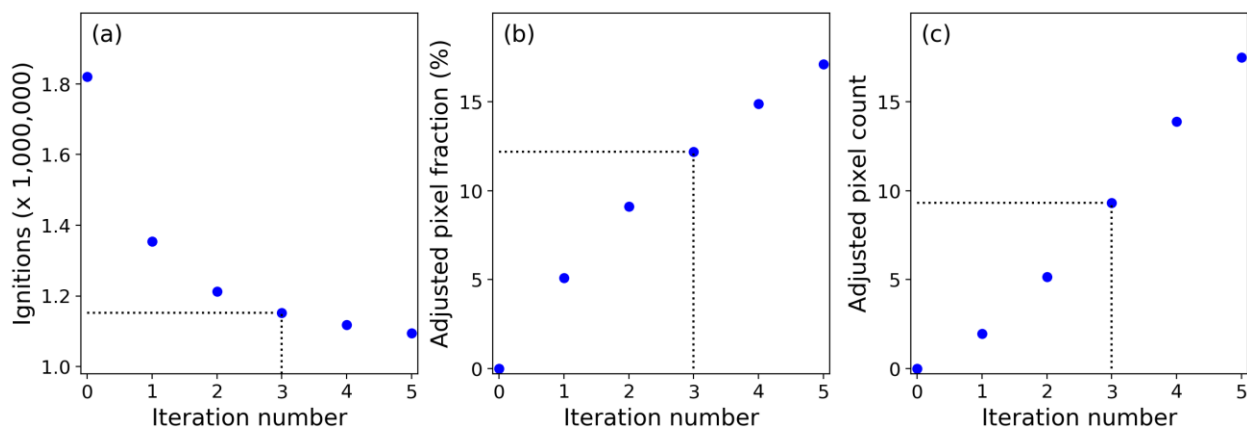 (a)
Ignitions (x 1,000,000)
1.8
1.6
1.4
1.2
1.0
0 1 2 3 4 5
Iteration number
(b)
Adjusted pixel fraction (%)
15
10
5
0
0 1 2 3 4 5
Iteration number
(c)
Adjusted pixel count
15
10
5
0
0 1 2 3 4 5
Iteration number